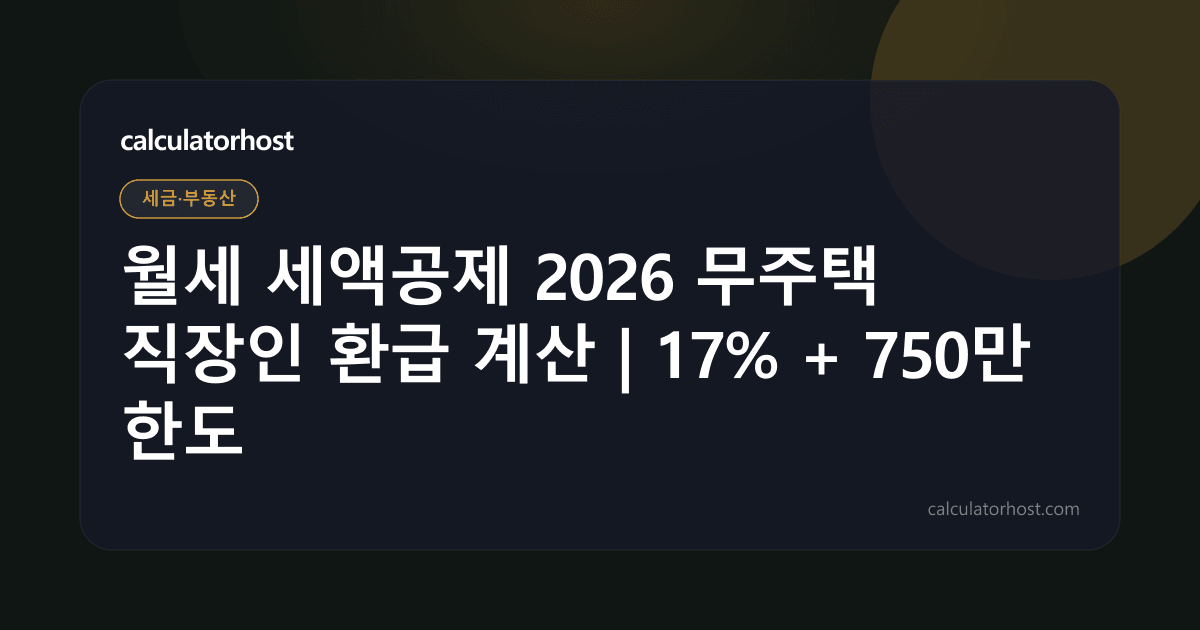 calculatorhost
세금·부동산
월세 세액공제 2026 무주택
직장인 환급 계산 | 17% + 750만
한도
calculatorhost.com